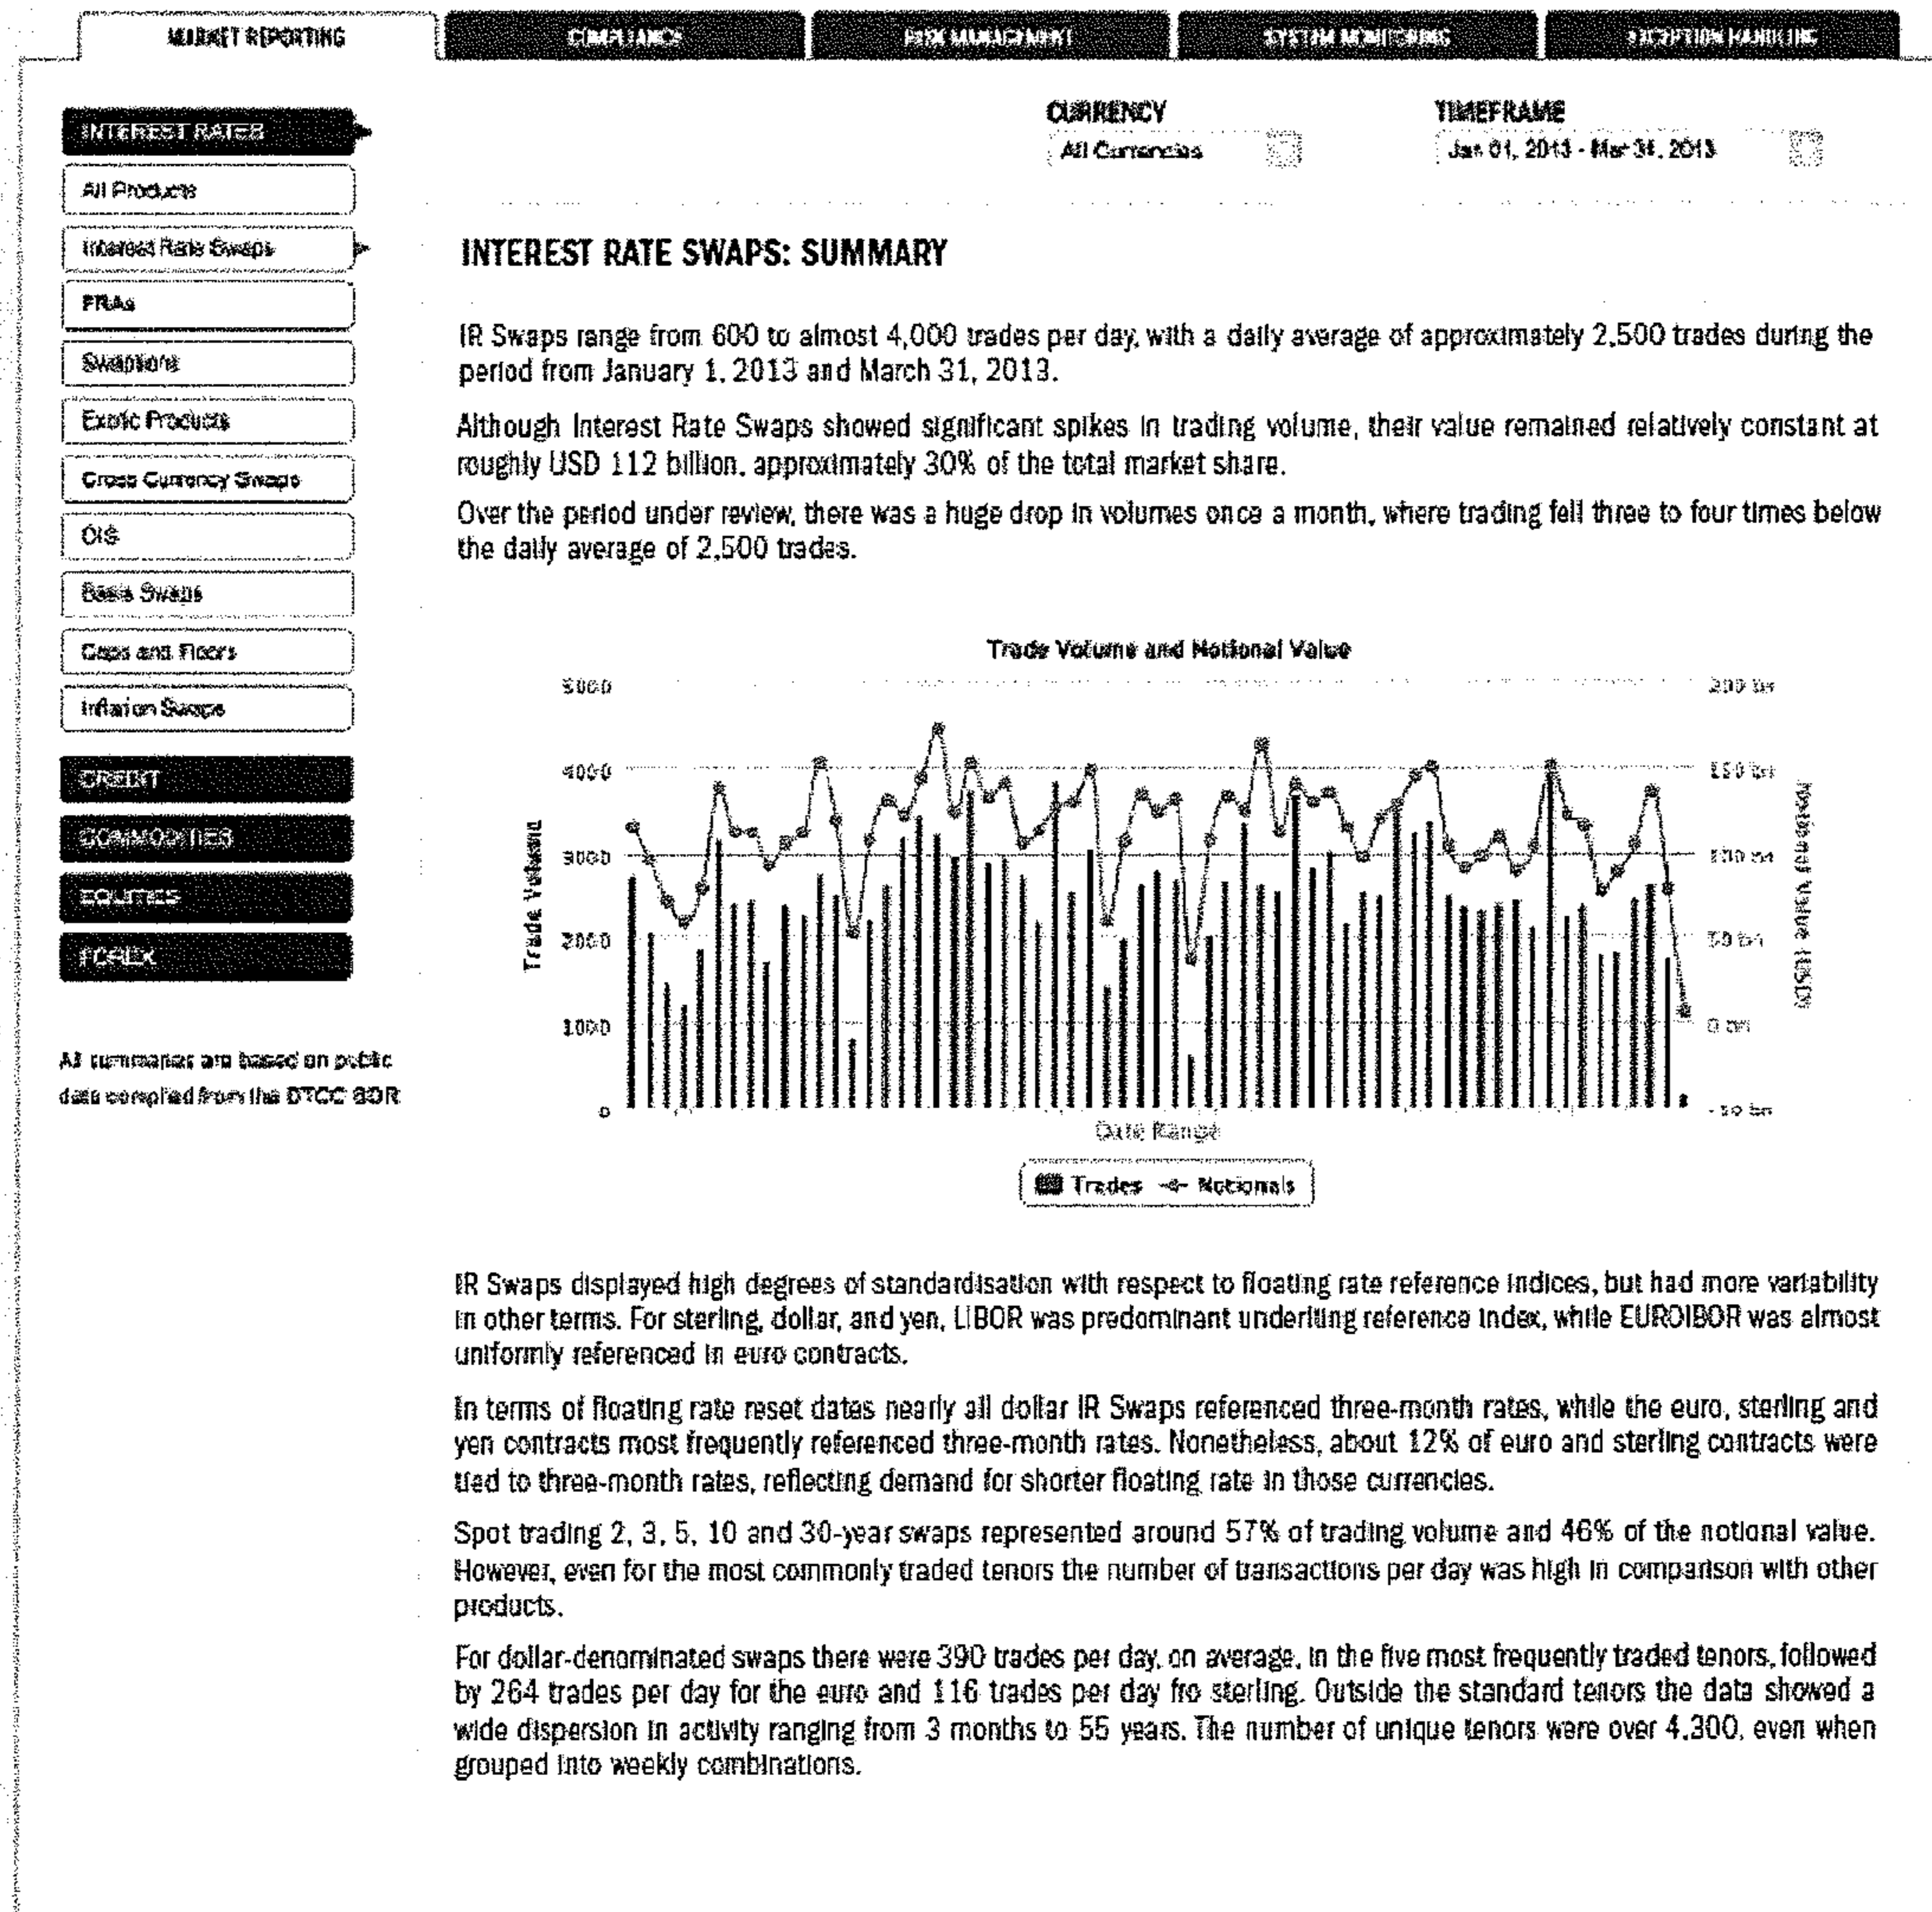 MARKET REPORTING
COMPLIANCE
RISK MANAGEMENT
SYSTEM MONITORING
EXCEPTION HANDLING
CURRENCY
All Currencies
TIMEFRAME
Jan 01, 2013 - Mar 31, 2013
INTEREST RATES
All Products
Interest Rate Swaps
FRAs
Swaptions
Exotic Products
Cross Currency Swaps
OIS
Basis Swaps
Caps and Floors
Inflation Swaps
CREDIT
COMMODITIES
EQUITIES
FOREX
All summaries are based on public
data compiled from the DTCC SDR
INTEREST RATE SWAPS: SUMMARY
IR Swaps range from 600 to almost 4,000 trades per day, with a daily average of approximately 2,500 trades during the
period from January 1, 2013 and March 31, 2013.
Although Interest Rate Swaps showed significant spikes in trading volume, their value remained relatively constant at
roughly USD 112 billion, approximately 30% of the total market share.
Over the period under review, there was a huge drop in volumes once a month, where trading fell three to four times below
the daily average of 2,500 trades.
Trade Volume and Notional Value
5000
4000
3000
2000
1000
0
Trade Volume
200 bn
150 bn
100 bn
50 bn
0 bn
-50 bn
Notional Value (USD)
Date Range
Trades Notionals
IR Swaps displayed high degrees of standardisation with respect to floating rate reference indices, but had more variability
in other terms. For sterling, dollar, and yen, LIBOR was predominant underliing reference index, while EUROIBOR was almost
uniformly referenced in euro contracts.
In terms of floating rate reset dates nearly all dollar IR Swaps referenced three-month rates, while the euro, sterling and
yen contracts most frequently referenced three-month rates. Nonetheless, about 12% of euro and sterling contracts were
tied to three-month rates, reflecting demand for shorter floating rate in those currencies.
Spot trading 2, 3, 5, 10 and 30-year swaps represented around 57% of trading volume and 46% of the notional value.
However, even for the most commonly traded tenors the number of transactions per day was high in comparison with other
products.
For dollar-denominated swaps there were 390 trades per day, on average, in the five most frequently traded tenors, followed
by 264 trades per day for the euro and 116 trades per day fro sterling. Outside the standard tenors the data showed a
wide dispersion in activity ranging from 3 months to 55 years. The number of unique tenors were over 4,300, even when
grouped into weekly combinations.